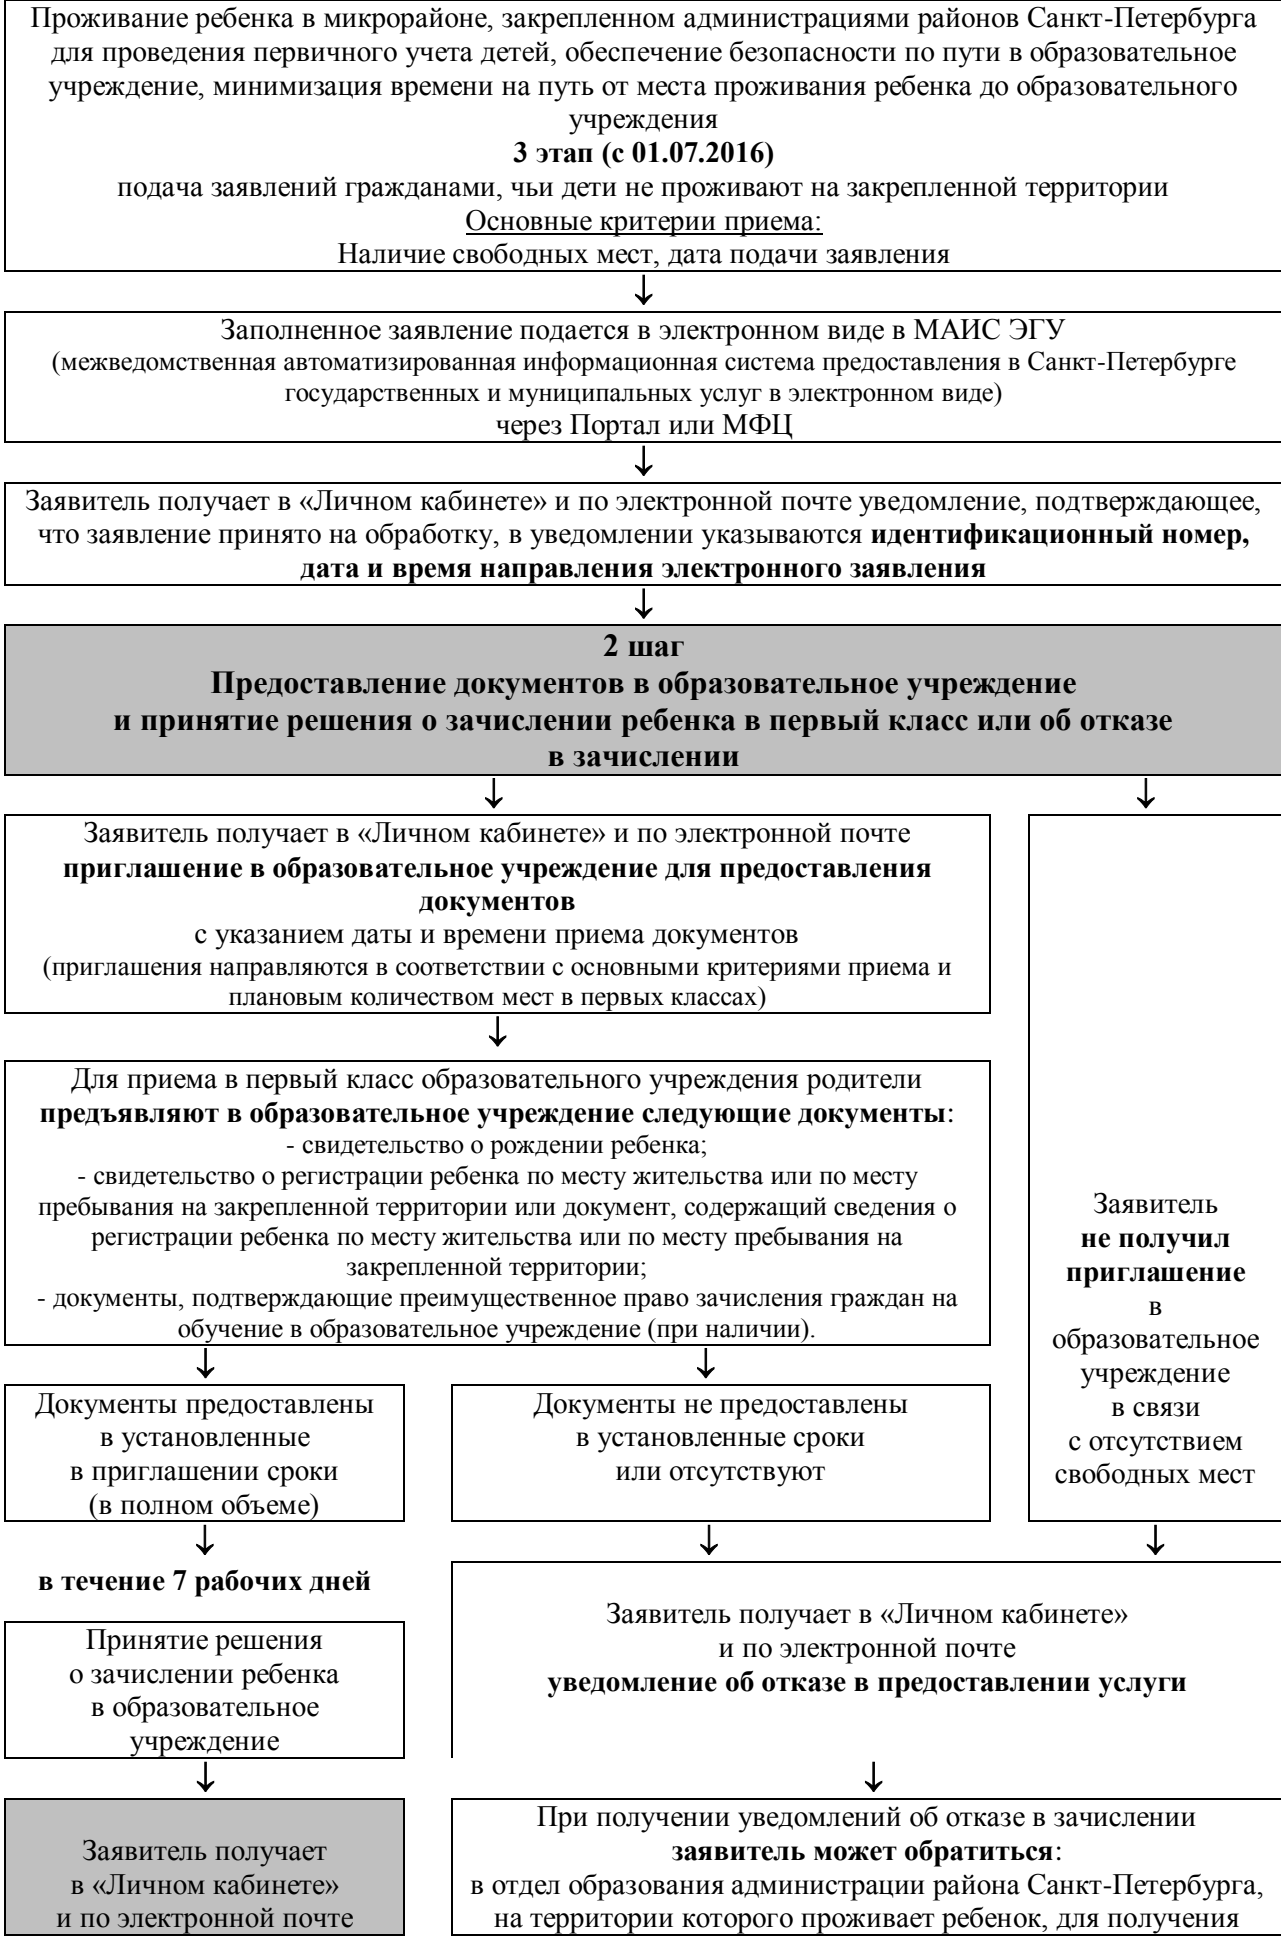 Проживание ребенка в микрорайоне, закрепленном администрациями районов Санкт-Петербурга
для проведения первичного учета детей, обеспечение безопасности по пути в образовательное
учреждение, минимизация времени на путь от места проживания ребенка до образовательного
учреждения
3 этап (с 01.07.2016)
подача заявлений гражданами, чьи дети не проживают на закрепленной территории
Основные критерии приема:
Наличие свободных мест, дата подачи заявления
↓
Заполненное заявление подается в электронном виде в МАИС ЭГУ
(межведомственная автоматизированная информационная система предоставления в Санкт-Петербурге
государственных и муниципальных услуг в электронном виде)
через Портал или МФЦ
↓
Заявитель получает в «Личном кабинете» и по электронной почте уведомление, подтверждающее,
что заявление принято на обработку, в уведомлении указываются идентификационный номер,
дата и время направления электронного заявления
↓
2 шаг
Предоставление документов в образовательное учреждение
и принятие решения о зачислении ребенка в первый класс или об отказе
в зачислении
↓ ↓
Заявитель получает в «Личном кабинете» и по электронной почте
приглашение в образовательное учреждение для предоставления
документов
с указанием даты и времени приема документов
(приглашения направляются в соответствии с основными критериями приема и
плановым количеством мест в первых классах)
↓
Для приема в первый класс образовательного учреждения родители
предъявляют в образовательное учреждение следующие документы:
- свидетельство о рождении ребенка;
- свидетельство о регистрации ребенка по месту жительства или по месту
пребывания на закрепленной территории или документ, содержащий сведения о
регистрации ребенка по месту жительства или по месту пребывания на
закрепленной территории;
- документы, подтверждающие преимущественное право зачисления граждан на
обучение в образовательное учреждение (при наличии).
Заявитель
не получил
приглашение
в
образовательное
учреждение
в связи
с отсутствием
свободных мест
↓ ↓
Документы предоставлены
в установленные
в приглашении сроки
(в полном объеме)
Документы не предоставлены
в установленные сроки
или отсутствуют
↓ ↓ ↓
в течение 7 рабочих дней
Принятие решения
о зачислении ребенка
в образовательное
учреждение
Заявитель получает в «Личном кабинете»
и по электронной почте
уведомление об отказе в предоставлении услуги
↓ ↓
Заявитель получает
в «Личном кабинете»
и по электронной почте
При получении уведомлений об отказе в зачислении
заявитель может обратиться:
в отдел образования администрации района Санкт-Петербурга,
на территории которого проживает ребенок, для получения